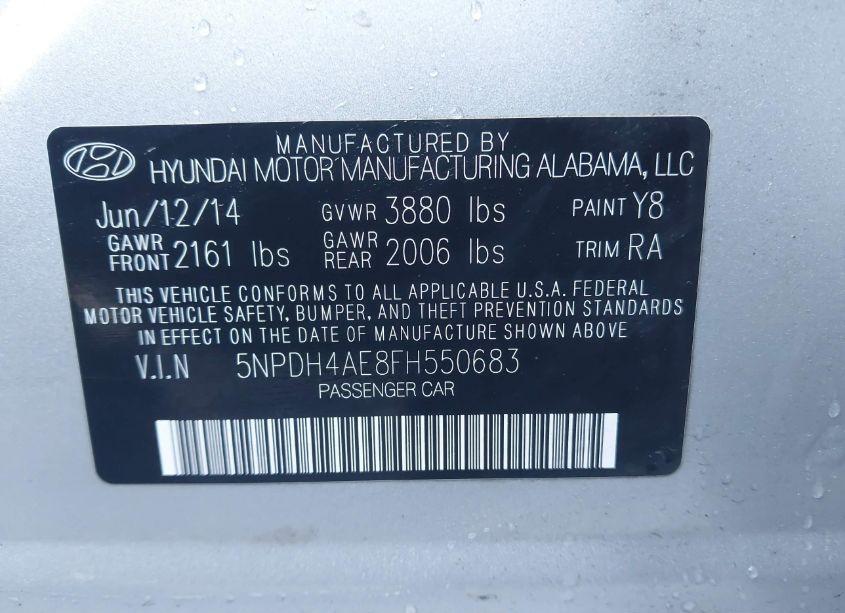 MANUFACTURED BY
HYUNDAI MOTOR MANUFACTURING ALABAMA, LLC
Jun/12/14 GVWR 3880 lbs PAINT Y8
GAWR FRONT 2161 lbs GAWR REAR 2006 lbs TRIM RA
THIS VEHICLE CONFORMS TO ALL APPLICABLE U.S.A. FEDERAL
MOTOR VEHICLE SAFETY, BUMPER, AND THEFT PREVENTION STANDARDS
IN EFFECT ON THE DATE OF MANUFACTURE SHOWN ABOVE
V.I.N 5NPDH4AE8FH550683
PASSENGER CAR